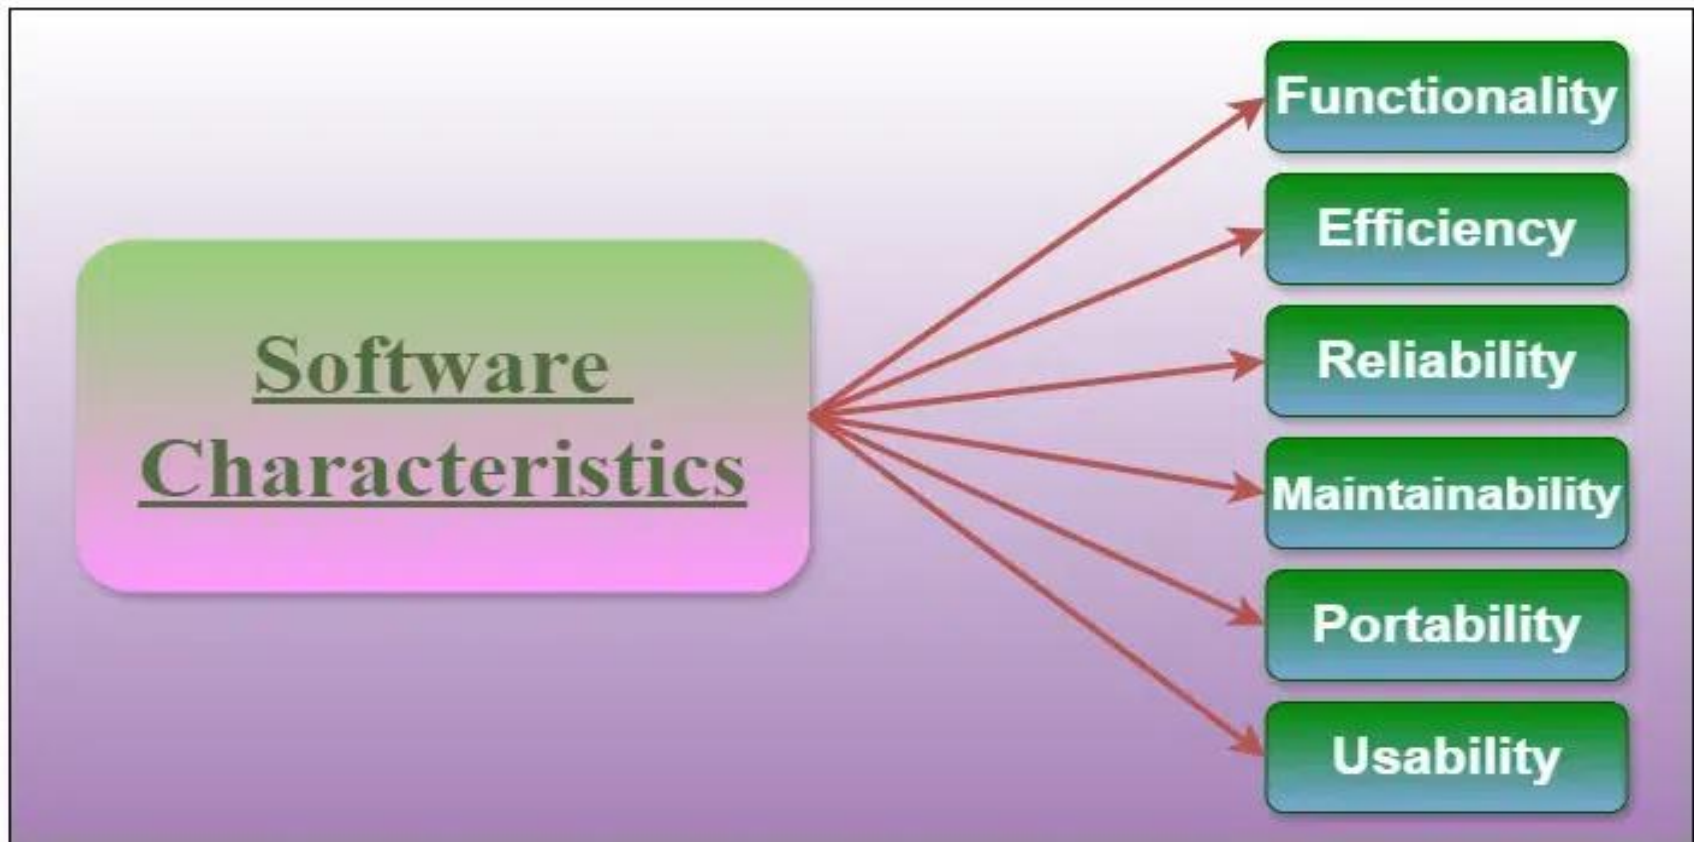 Software
Characteristics
Functionality
Efficiency
Reliability
Maintainability
Portability
Usability